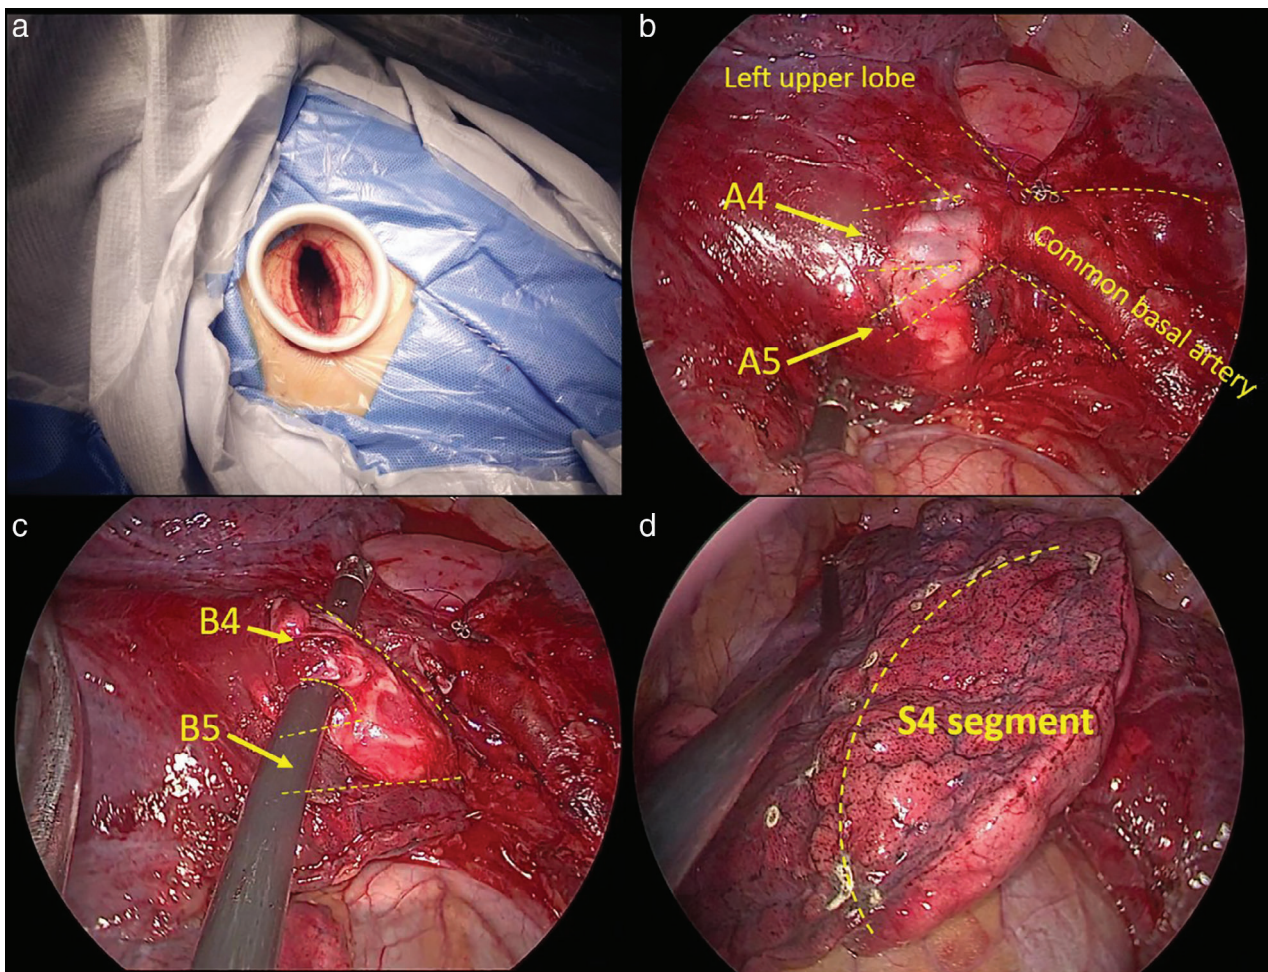 a
b
Left upper lobe
A4
Common basal artery
A5
c
B4
B5
d
S4 segment